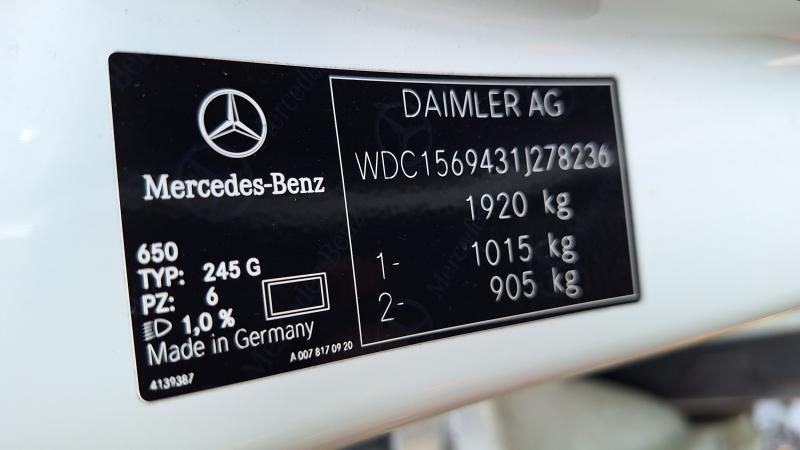 Mercedes-Benz
650
TYP: 245 G
PZ: 6
1,0 %
Made in Germany
A 007 817 09 20
4139387
DAIMLER AG
WDC1569431J278236
1920 kg
1- 1015 kg
2- 905 kg